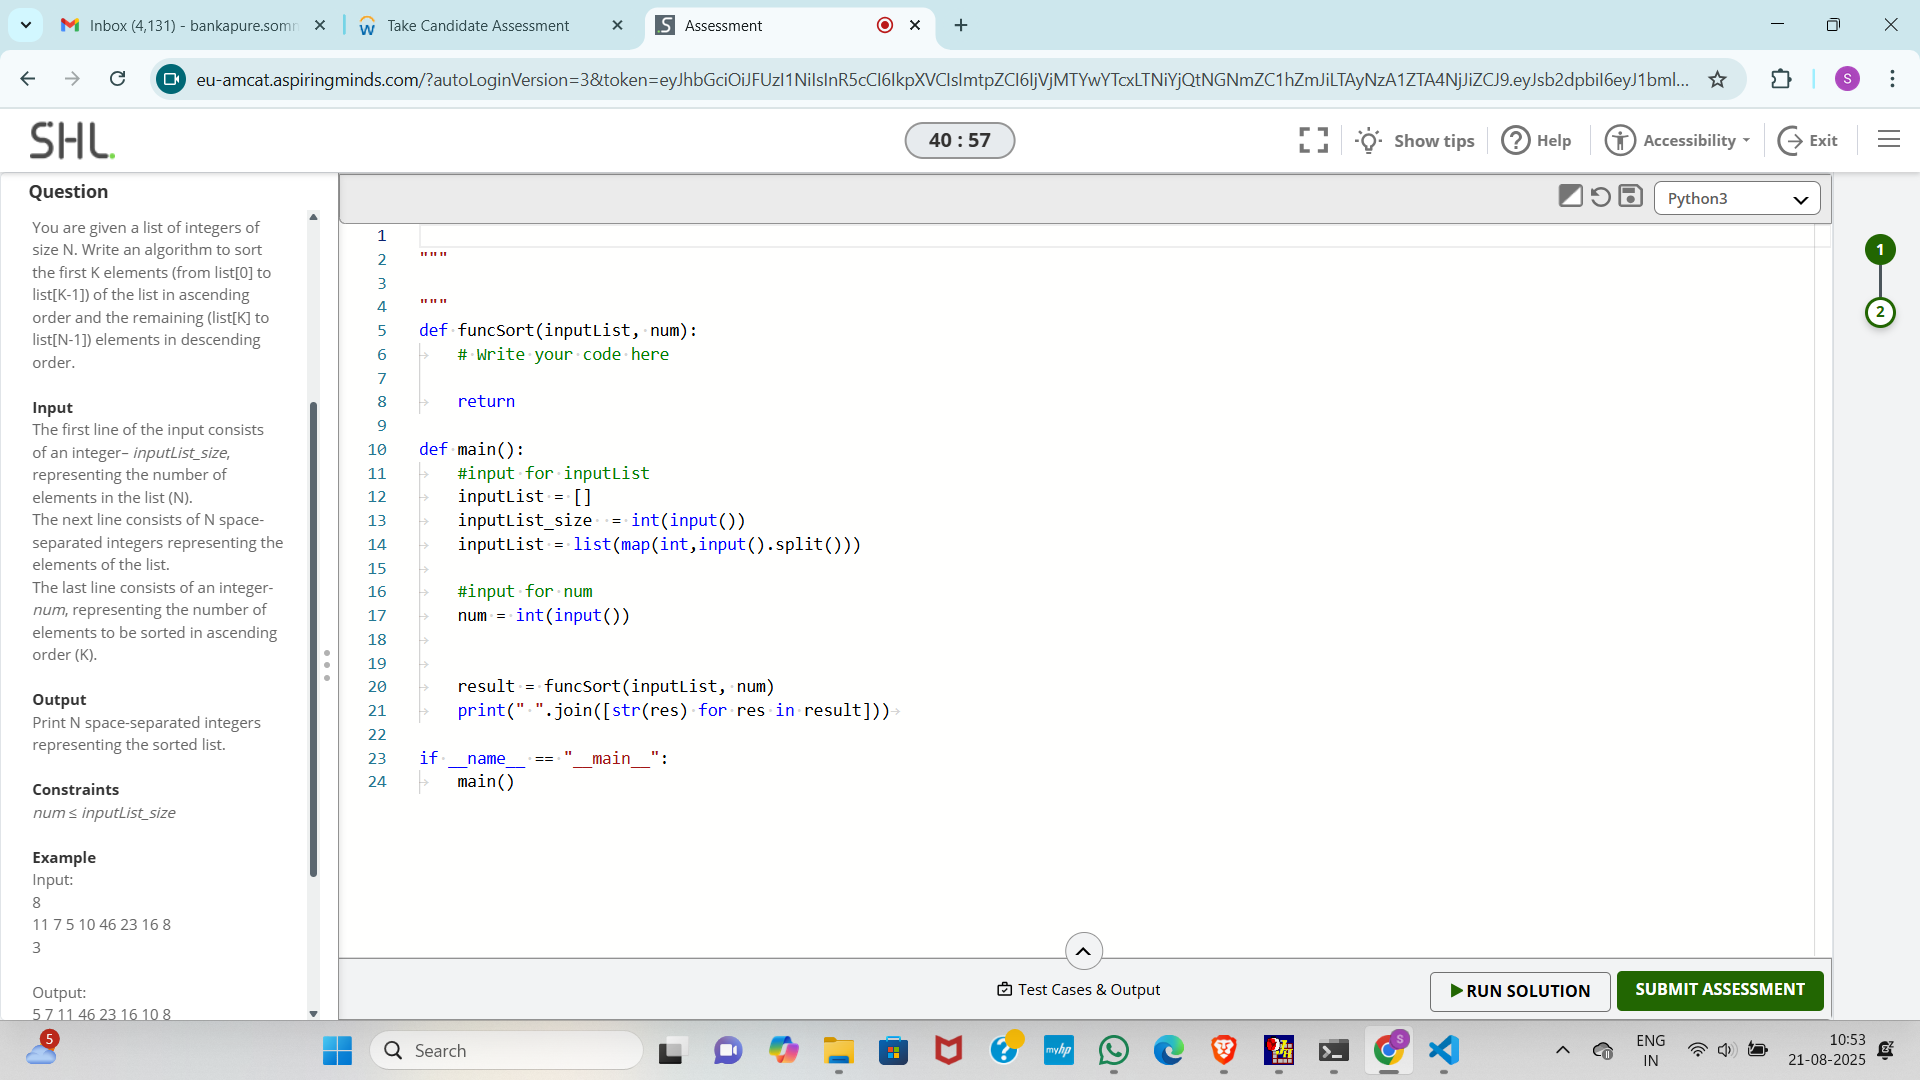 Inbox (4,131) - bankapure.somn
Take Candidate Assessment
Assessment
eu-amcat.aspiringminds.com/?autoLoginVersion=3&token=eyJhbGciOiJFUzI1NiIsInR5cCI6IkpXVCIsImtpZCI6IjVjMTYwYTcxLTNiYjQtNGNmZC1hZmJiLTAyNzA1ZTA4NjJiZCJ9.eyJsb2dpbiI6eyJ1bml...
S
SHL.
40 : 57
Show tips
Help
Accessibility
Exit
Question
You are given a list of integers of
size N. Write an algorithm to sort
the first K elements (from list[0] to
list[K-1]) of the list in ascending
order and the remaining (list[K] to
list[N-1]) elements in descending
order.
Input
The first line of the input consists
of an integer– inputList_size,
representing the number of
elements in the list (N).
The next line consists of N space-
separated integers representing the
elements of the list.
The last line consists of an integer-
num, representing the number of
elements to be sorted in ascending
order (K).
Output
Print N space-separated integers
representing the sorted list.
Constraints
num ≤ inputList_size
Example
Input:
8
11 7 5 10 46 23 16 8
3
Output:
5 7 11 46 23 16 10 8
Python3
1
2 """
3
4 """
5 def funcSort(inputList, num):
6 # Write your code here
7
8 return
9
10 def main():
11 #input for inputList
12 inputList = []
13 inputList_size  = int(input())
14 inputList = list(map(int,input().split()))
15
16 #input for num
17 num = int(input())
18
19
20 result = funcSort(inputList, num)
21 print(" ".join([str(res) for res in result]))
22
23 if __name__ == "__main__":
24 main()
1
2
Test Cases & Output
RUN SOLUTION
SUBMIT ASSESSMENT
5
Search
myhp
S
ENG
IN
10:53
21-08-2025